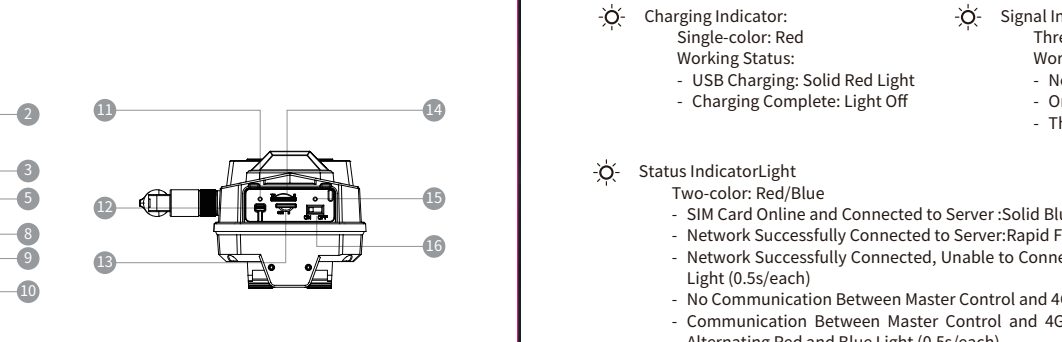 2
3
5
8
9
10
11
12
13
14
15
16
ON OFF
Charging Indicator:
Single-color: Red
Working Status:
- USB Charging: Solid Red Light
- Charging Complete: Light Off
Signal
Status IndicatorLight
Two-color: Red/Blue
- SIM Card Online and Connected to Server :Solid
- Network Successfully Connected to Server:Rapid
- Network Successfully Connected, Unable to
Light (0.5s/each)
- No Communication Between Master Control and
- Communication Between Master Control and 4G
Alternating Red and Blue Light (0.5s/each)